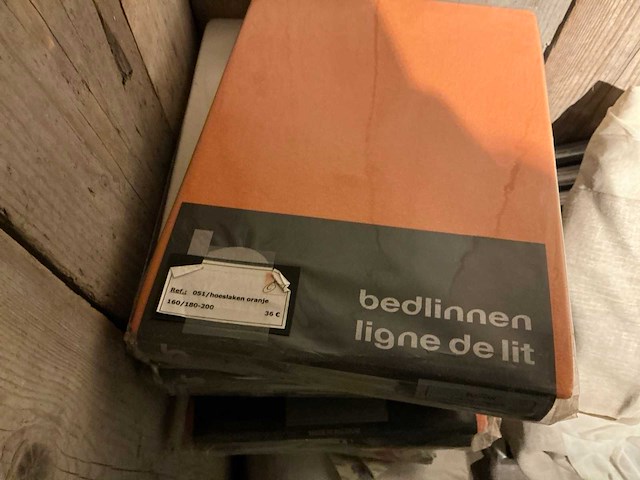 Ref.: 051/hoeslaken oranje
160/180-200
36 €
bedlinnen
ligne de lit